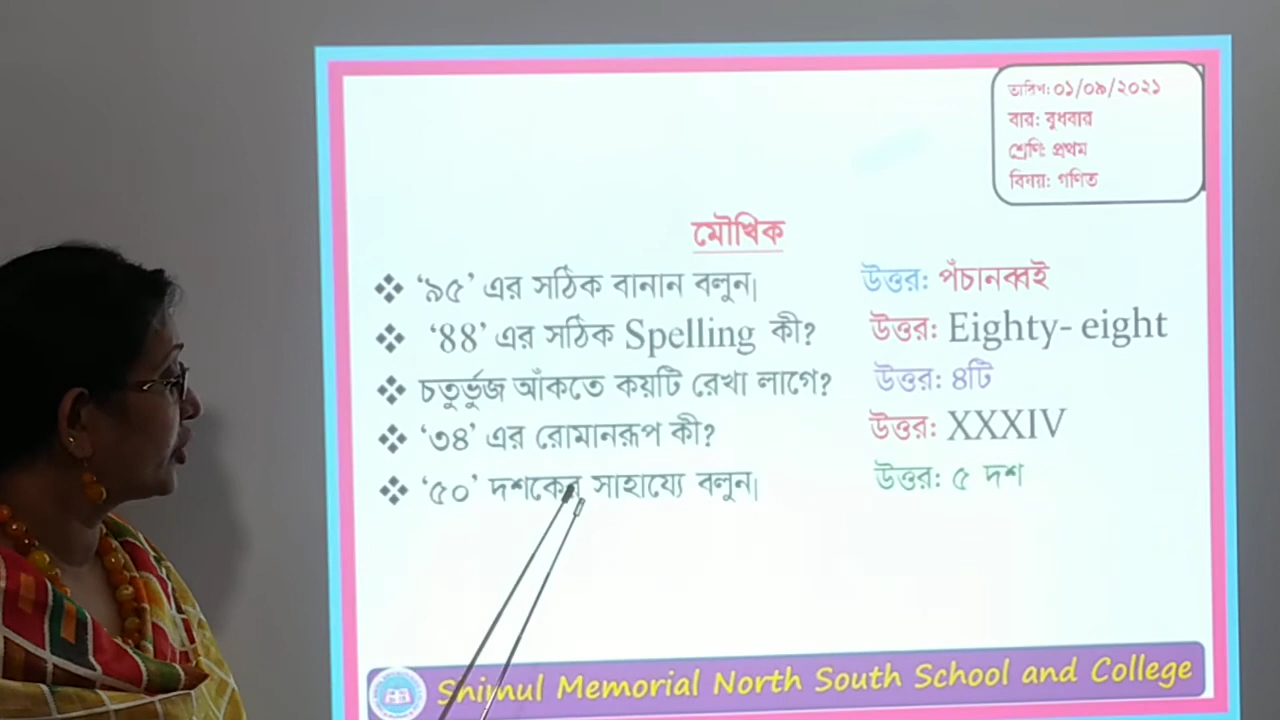 তারিখ: ০১/০৯/২০২১
বার: বুধবার
শ্রেণি: প্রথম
বিষয়: গণিত
মৌখিক
❖ ‘৯৫’ এর সঠিক বানান বলুন। উত্তর: পঁচানব্বই
❖ ‘88’ এর সঠিক Spelling কী? উত্তর: Eighty- eight
❖ চতুর্ভুজ আঁকতে কয়টি রেখা লাগে? উত্তর: ৪টি
❖ ‘৩৪’ এর রোমানরূপ কী? উত্তর: XXXIV
❖ ‘৫০’ দশকের সাহায্যে বলুন। উত্তর: ৫ দশ
Shimul Memorial North South School and College